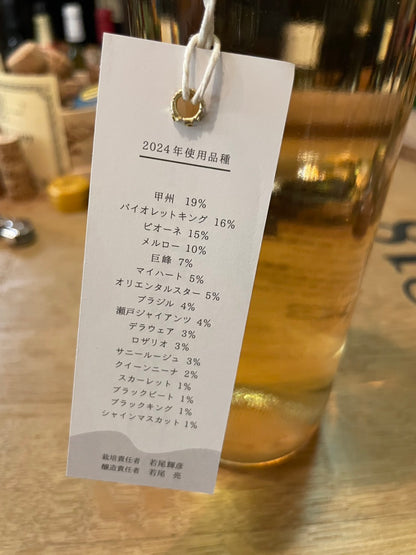 2024年使用品種
甲州 19%
バイオレットキング 16%
ピオーネ 15%
メルロー 10%
巨峰 7%
マイハート 5%
オリエンタルスター 5%
ブラジル 4%
瀬戸ジャイアンツ 4%
デラウェア 3%
ロザリオ 3%
サニールージュ 3%
クイーンニーナ 2%
スカーレット 1%
ブラックビート 1%
ブラックキング 1%
シャインマスカット 1%
栽培責任者 若尾輝彦
醸造責任者 若尾 亮